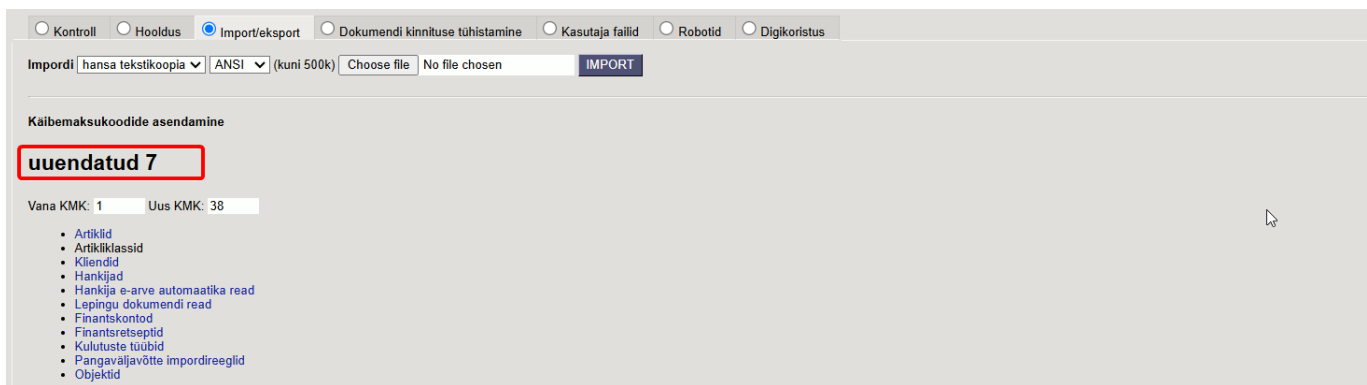 Kontroll Hooldus Import/eksport Dokumendi kinnituse tühistamine Kasutaja failid Robotid Digikoristus
Impordi hansa tekstikoopia ANSI (kuni 500k) Choose file No file chosen IMPORT
Käibemaksukoodide asendamine
uuendatud 7
Vana KMK: 1 Uus KMK: 38
Artiklid
Artikliklassid
Kliendid
Hankijad
Hankija e-arve automaatika read
Lepingu dokumendi read
Finantskontod
Finantsretseptid
Kulutuste tüübid
Pangaväljavõtte impordireeglid
Objektid